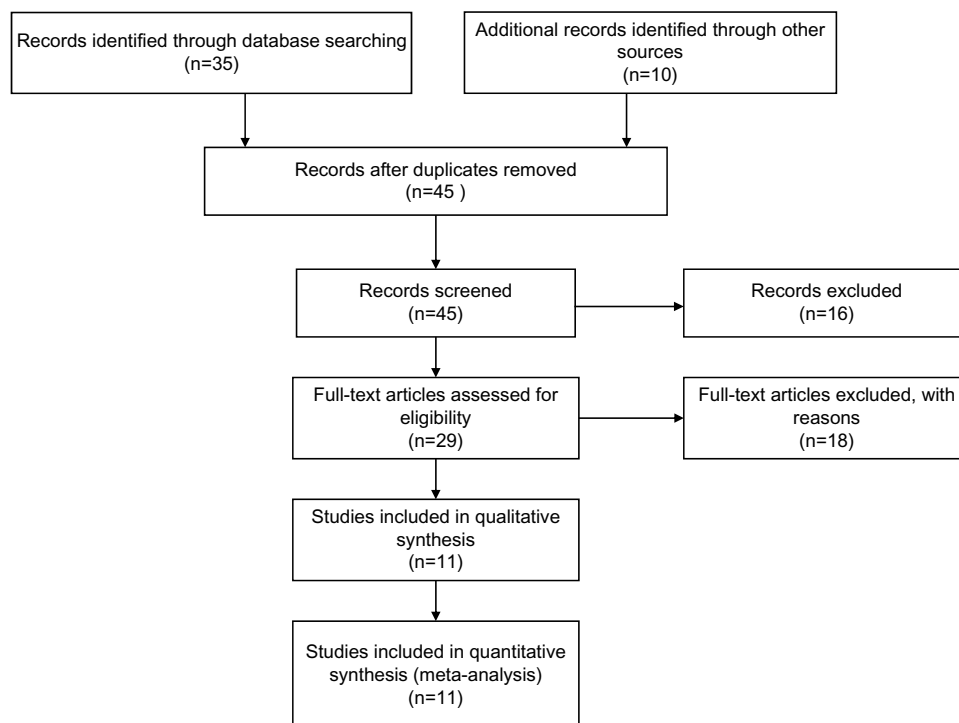 Records identified through database searching
(n=35)
Additional records identified through other
sources
(n=10)
Records after duplicates removed
(n=45 )
Records screened
(n=45)
Records excluded
(n=16)
Full-text articles assessed for
eligibility
(n=29)
Full-text articles excluded, with
reasons
(n=18)
Studies included in qualitative
synthesis
(n=11)
Studies included in quantitative
synthesis (meta-analysis)
(n=11)